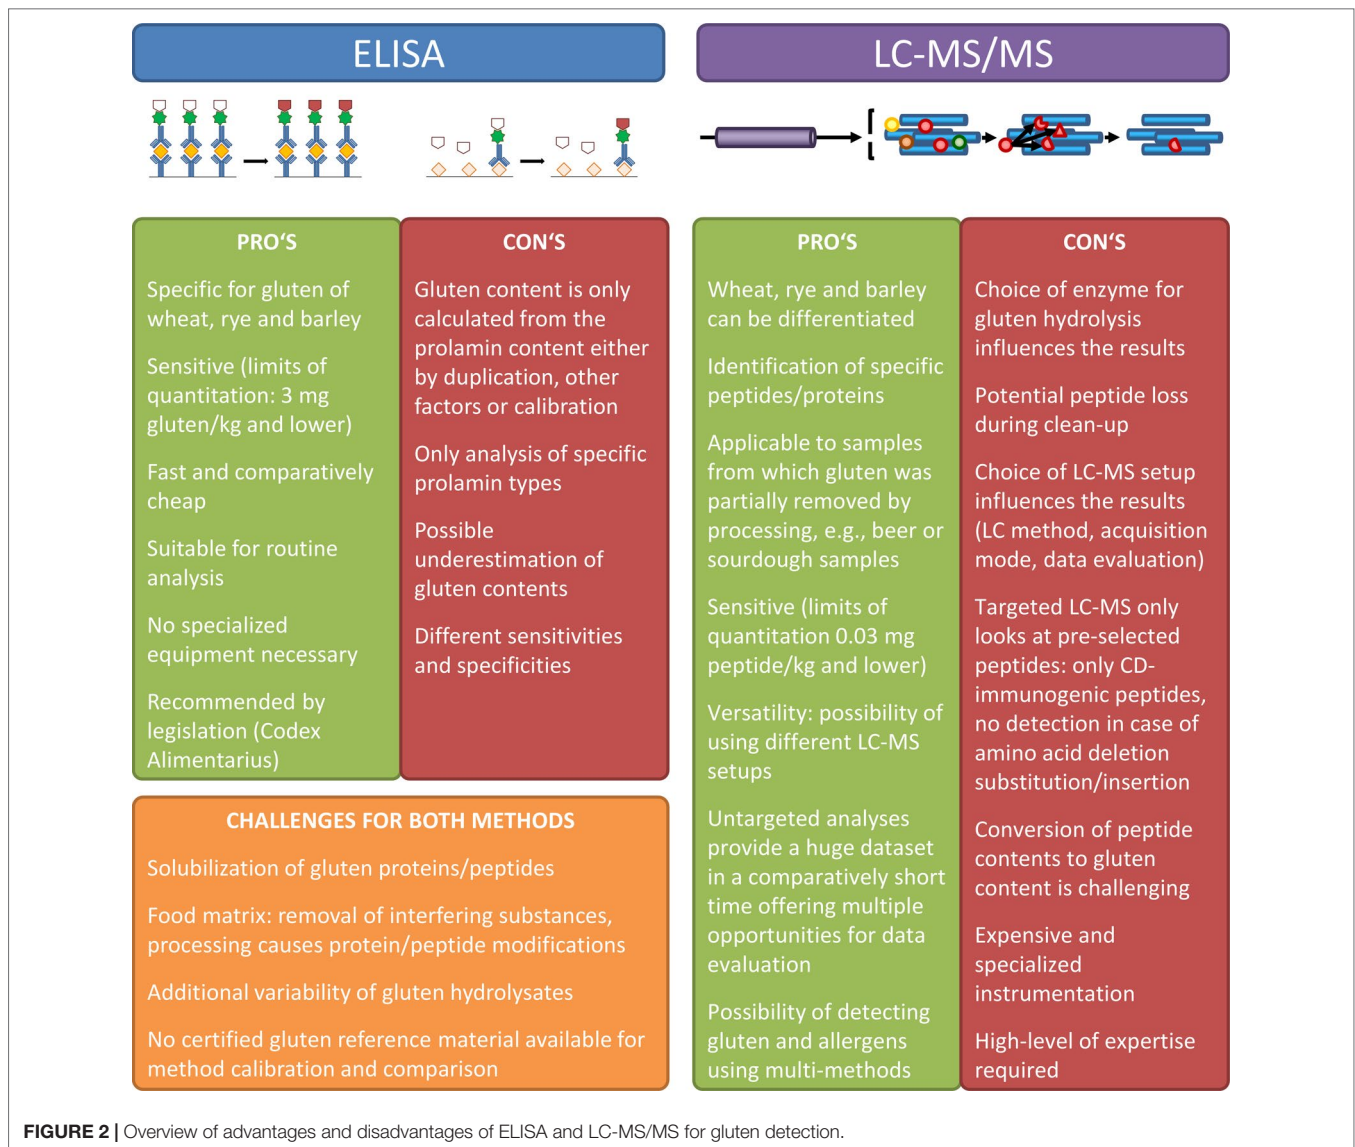 ELISA
PRO‘S
Specific for gluten of
wheat, rye and barley
Sensitive (limits of
quantitation: 3 mg
gluten/kg and lower)
Fast and comparatively
cheap
Suitable for routine
analysis
No specialized
equipment necessary
Recommended by
legislation (Codex
Alimentarius)
CON‘S
Gluten content is only
calculated from the
prolamin content either
by duplication, other
factors or calibration
Only analysis of specific
prolamin types
Possible
underestimation of
gluten contents
Different sensitivities
and specificities
CHALLENGES FOR BOTH METHODS
Solubilization of gluten proteins/peptides
Food matrix: removal of interfering substances,
processing causes protein/peptide modifications
Additional variability of gluten hydrolysates
No certified gluten reference material available for
method calibration and comparison
LC-MS/MS
PRO‘S
Wheat, rye and barley
can be differentiated
Identification of specific
peptides/proteins
Applicable to samples
from which gluten was
partially removed by
processing, e.g., beer or
sourdough samples
Sensitive (limits of
quantitation 0.03 mg
peptide/kg and lower)
Versatility: possibility of
using different LC-MS
setups
Untargeted analyses
provide a huge dataset
in a comparatively short
time offering multiple
opportunities for data
evaluation
Possibility of detecting
gluten and allergens
using multi-methods
CON‘S
Choice of enzyme for
gluten hydrolysis
influences the results
Potential peptide loss
during clean-up
Choice of LC-MS setup
influences the results
(LC method, acquisition
mode, data evaluation)
Targeted LC-MS only
looks at pre-selected
peptides: only CD-
immunogenic peptides,
no detection in case of
amino acid deletion
substitution/insertion
Conversion of peptide
contents to gluten
content is challenging
Expensive and
specialized
instrumentation
High-level of expertise
required
FIGURE 2 | Overview of advantages and disadvantages of ELISA and LC-MS/MS for gluten detection.